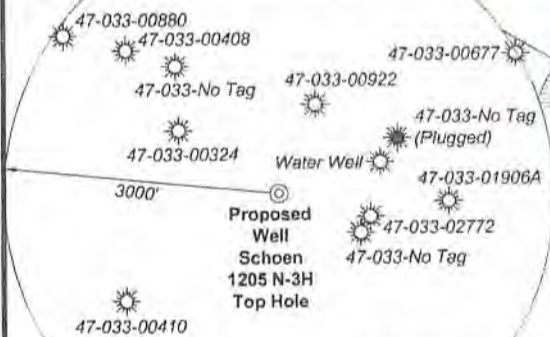 47-033-00880
47-033-00408
47-033-No Tag
47-033-00922
47-033-00677
47-033-No Tag
(Plugged)
47-033-00324
Water Well
47-033-01906A
3000'
Proposed
Well
Schoen
1205 N-3H
Top Hole
47-033-02772
47-033-No Tag
47-033-00410